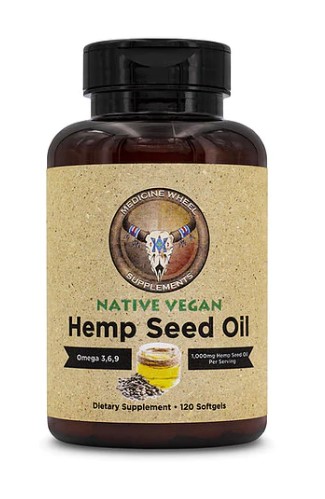 MEDICINE WHEEL
SUPPLEMENTS
NATIVE VEGAN
Hemp Seed Oil
Omega 3,6,9
1,000mg Hemp Seed Oil
Per Serving
Dietary Supplement • 120 Softgels